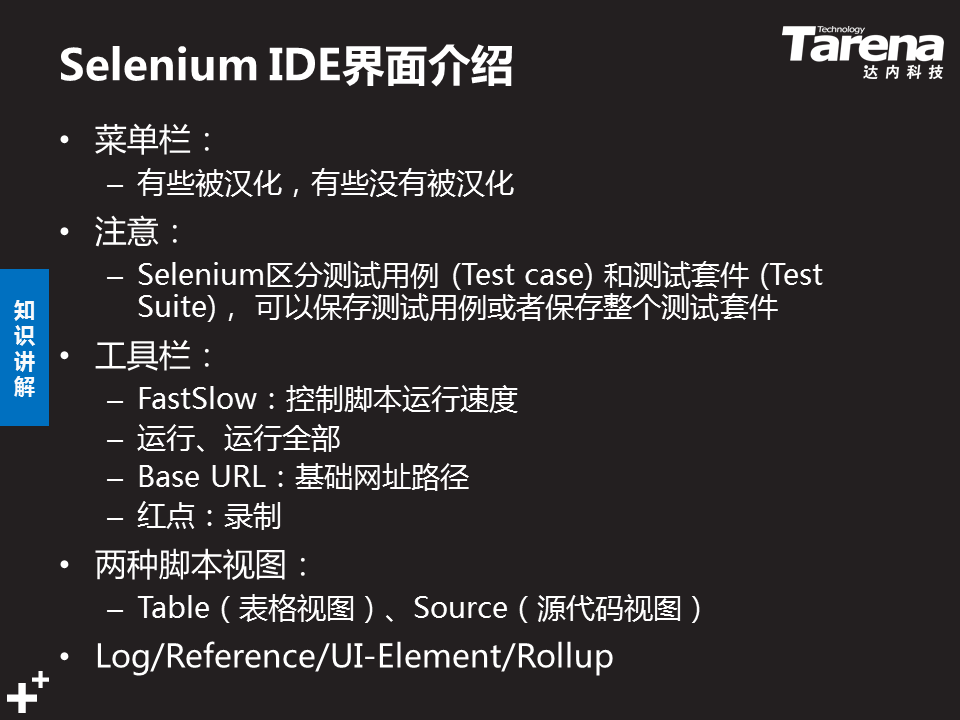 Selenium IDE界面介绍
Technology
Tarena
达内科技
• 菜单栏：
– 有些被汉化，有些没有被汉化
• 注意：
– Selenium区分测试用例 (Test case) 和测试套件 (Test
Suite)， 可以保存测试用例或者保存整个测试套件
• 工具栏：
– FastSlow：控制脚本运行速度
– 运行、运行全部
– Base URL：基础网址路径
– 红点：录制
• 两种脚本视图：
– Table（表格视图）、Source（源代码视图）
• Log/Reference/UI-Element/Rollup
知识讲解